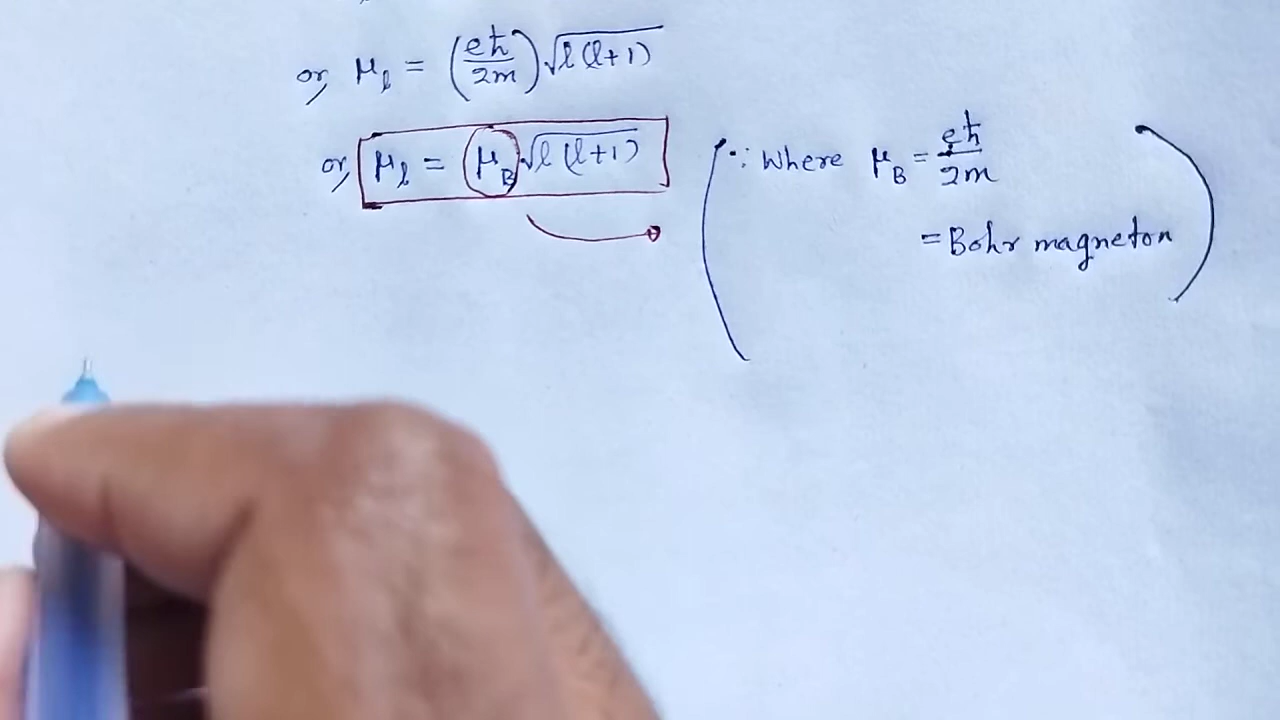 or, μ_l = (eħ/2m) √l(l+1)
or, μ_l = μ_B √l(l+1)
(∵ Where μ_B = eħ/2m
= Bohr magneton)